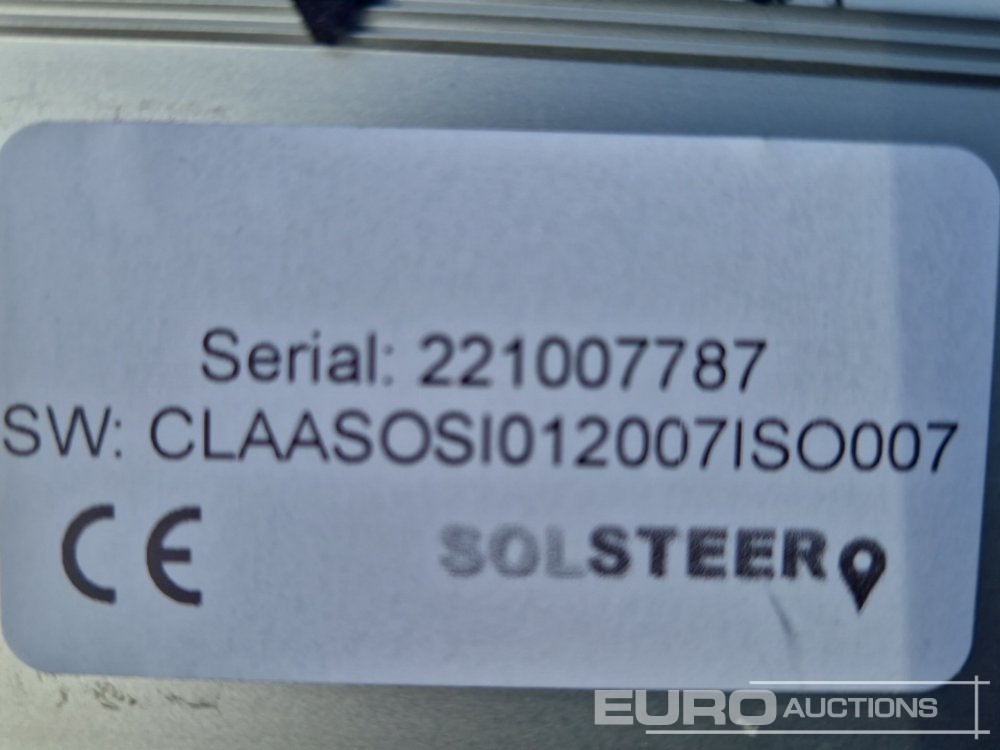 Serial: 221007787
SW: CLAASOSI012007ISO007
CE
SOLSTEER
EURO AUCTIONS